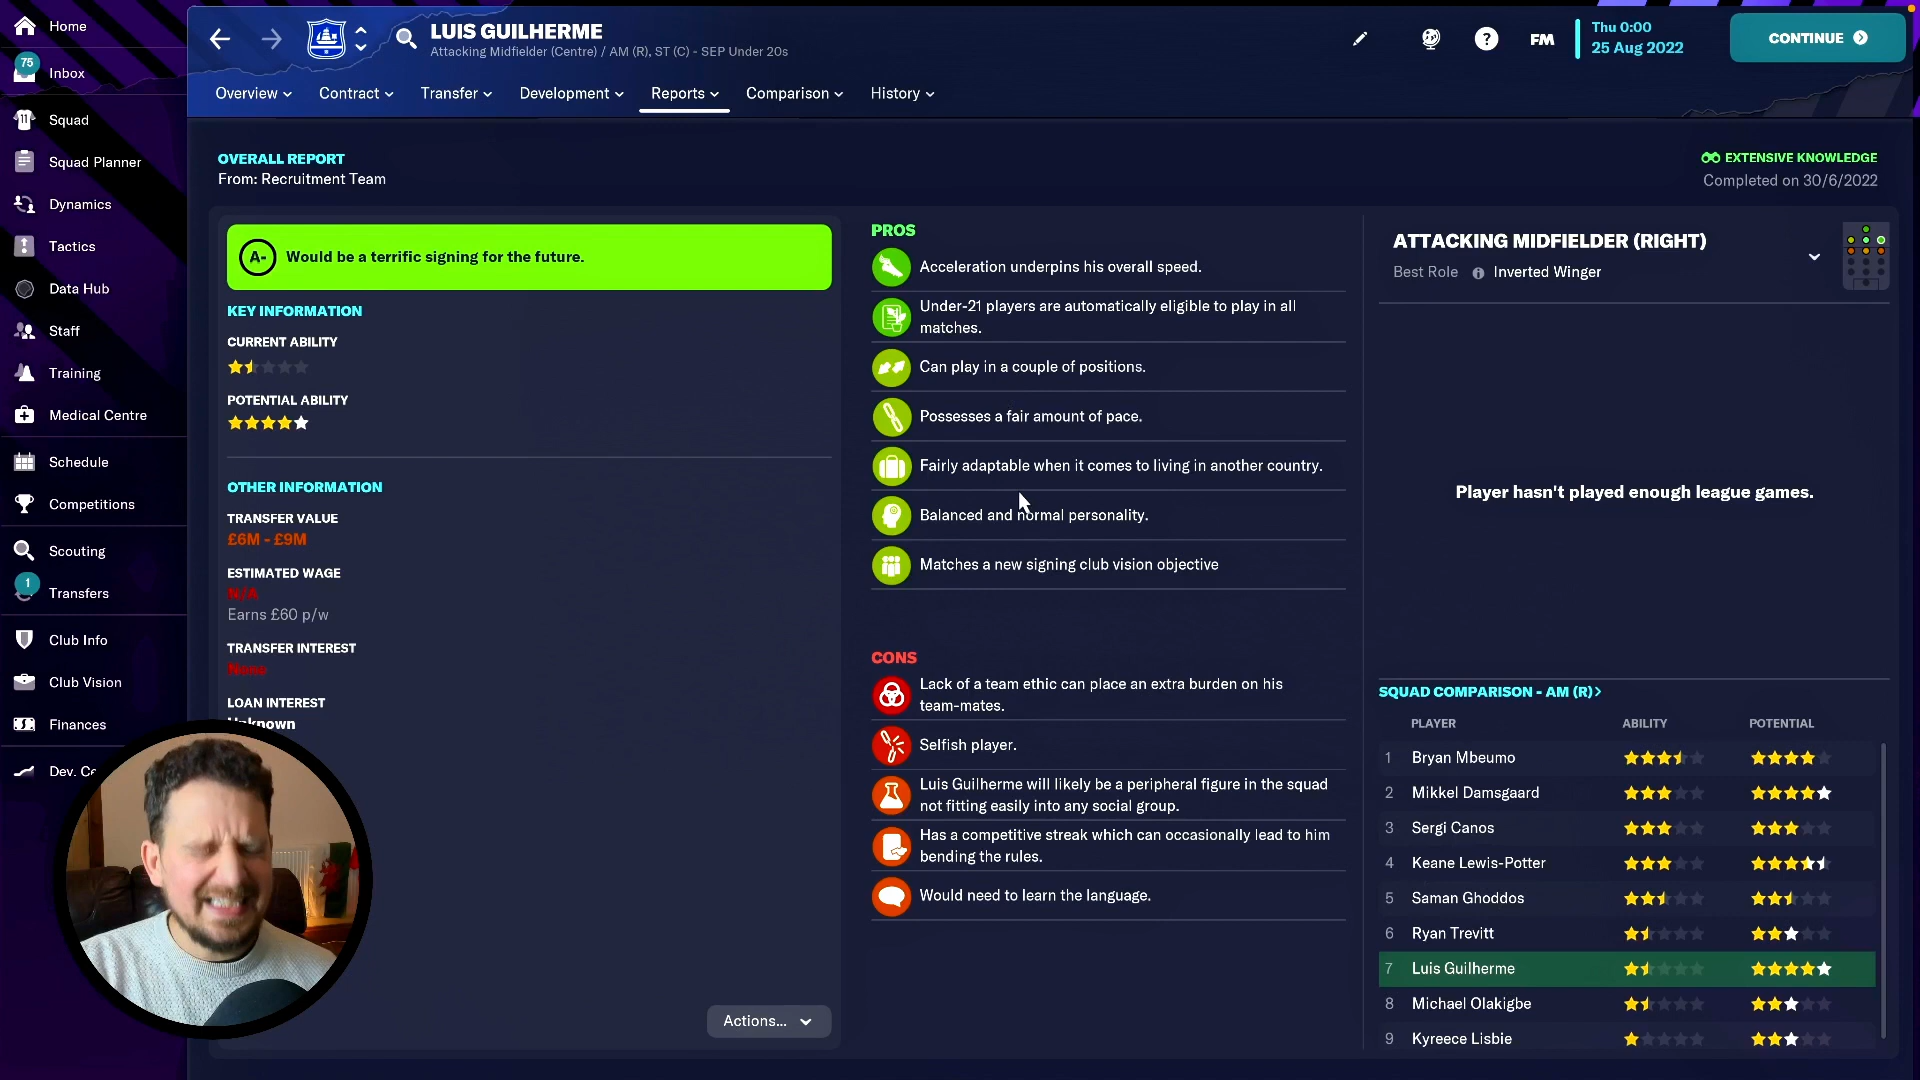 Home
75
Inbox
Squad
Squad Planner
Dynamics
Tactics
Data Hub
Staff
Training
Medical Centre
Schedule
Competitions
Scouting
1
Transfers
Club Info
Club Vision
Finances
Dev. Ce
LUIS GUILHERME
Attacking Midfielder (Centre) / AM (R), ST (C) - SEP Under 20s
FM
Thu 0:00
25 Aug 2022
CONTINUE
Overview
Contract
Transfer
Development
Reports
Comparison
History
OVERALL REPORT
From: Recruitment Team
EXTENSIVE KNOWLEDGE
Completed on 30/6/2022
A- Would be a terrific signing for the future.
KEY INFORMATION
CURRENT ABILITY
POTENTIAL ABILITY
OTHER INFORMATION
TRANSFER VALUE
£6M - £9M
ESTIMATED WAGE
N/A
Earns £60 p/w
TRANSFER INTEREST
None
LOAN INTEREST
Unknown
Actions...
PROS
Acceleration underpins his overall speed.
Under-21 players are automatically eligible to play in all
matches.
Can play in a couple of positions.
Possesses a fair amount of pace.
Fairly adaptable when it comes to living in another country.
Balanced and normal personality.
Matches a new signing club vision objective
CONS
Lack of a team ethic can place an extra burden on his
team-mates.
Selfish player.
Luis Guilherme will likely be a peripheral figure in the squad
not fitting easily into any social group.
Has a competitive streak which can occasionally lead to him
bending the rules.
Would need to learn the language.
ATTACKING MIDFIELDER (RIGHT)
Best Role Inverted Winger
Player hasn't played enough league games.
SQUAD COMPARISON - AM (R)>
PLAYER ABILITY POTENTIAL
1 Bryan Mbeumo
2 Mikkel Damsgaard
3 Sergi Canos
4 Keane Lewis-Potter
5 Saman Ghoddos
6 Ryan Trevitt
7 Luis Guilherme
8 Michael Olakigbe
9 Kyreece Lisbie